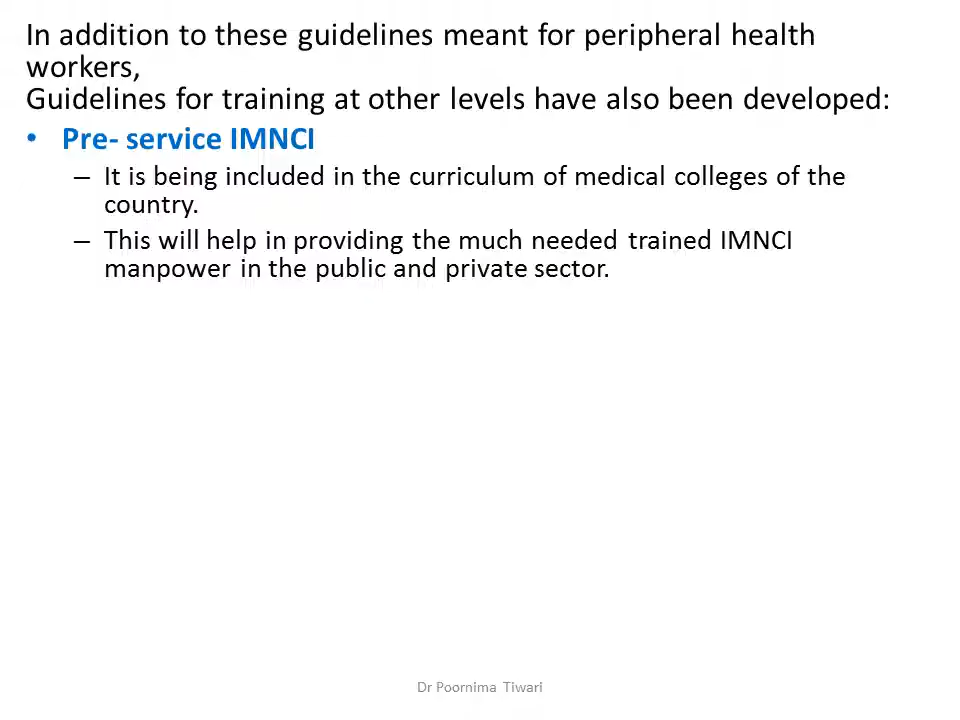 In addition to these guidelines meant for peripheral health
workers,
Guidelines for training at other levels have also been developed:
• Pre- service IMNCI
– It is being included in the curriculum of medical colleges of the
country.
– This will help in providing the much needed trained IMNCI
manpower in the public and private sector.
Dr Poornima Tiwari